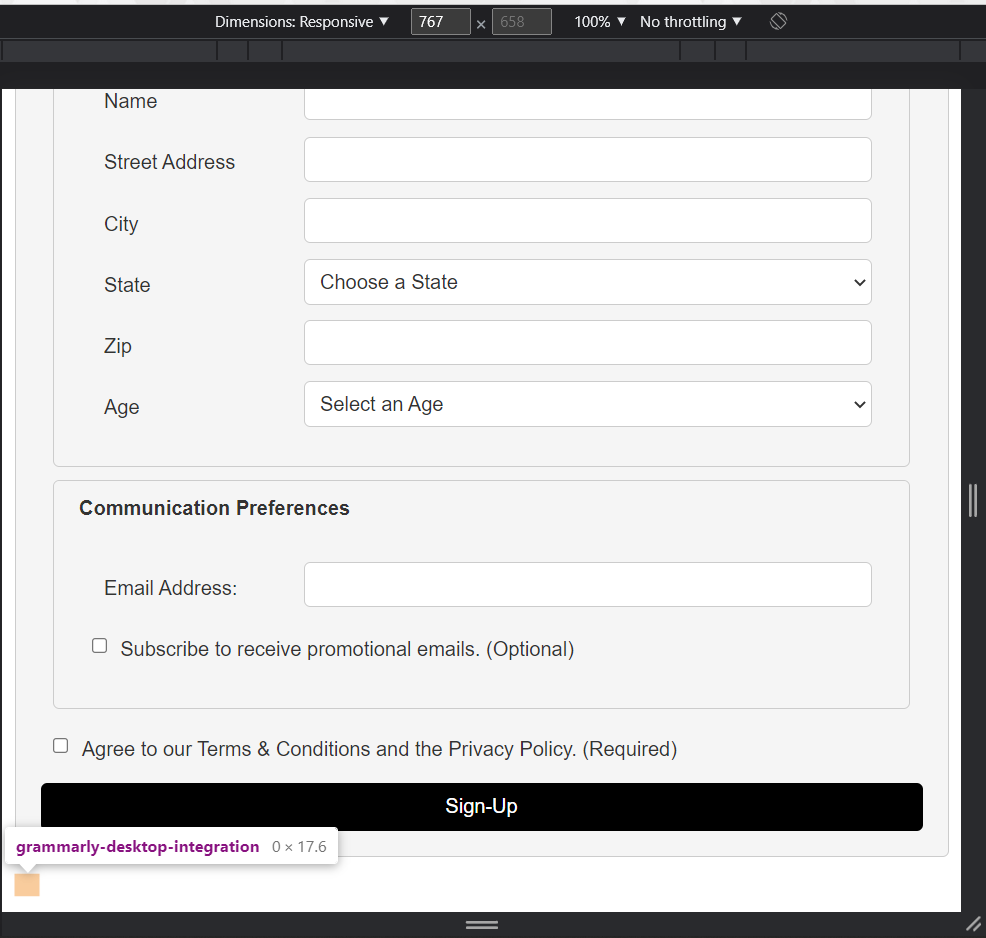 Dimensions: Responsive ▼ 767 × 658 100% ▼ No throttling ▼
Name
Street Address
City
State Choose a State
Zip
Age Select an Age
Communication Preferences
Email Address:
Subscribe to receive promotional emails. (Optional)
Agree to our Terms & Conditions and the Privacy Policy. (Required)
Sign-Up
grammarly-desktop-integration 0 × 17.6